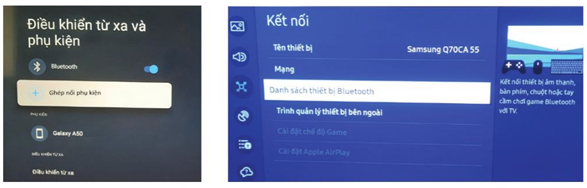 Điều khiển từ xa và
phụ kiện
Bluetooth
Ghép nối phụ kiện
PHỤ KIỆN
Galaxy A50
ĐIỀU KHIỂN TỪ XA
Điều khiển từ xa
Kết nối
Tên thiết bị Samsung Q70CA 55
Mạng
Danh sách thiết bị Bluetooth
Trình quản lý thiết bị bên ngoài
Cài đặt chế độ Game
Cài đặt Apple AirPlay
Kết nối thiết bị âm thanh,
bàn phím, chuột hoặc tay
cầm chơi game Bluetooth
với TV.